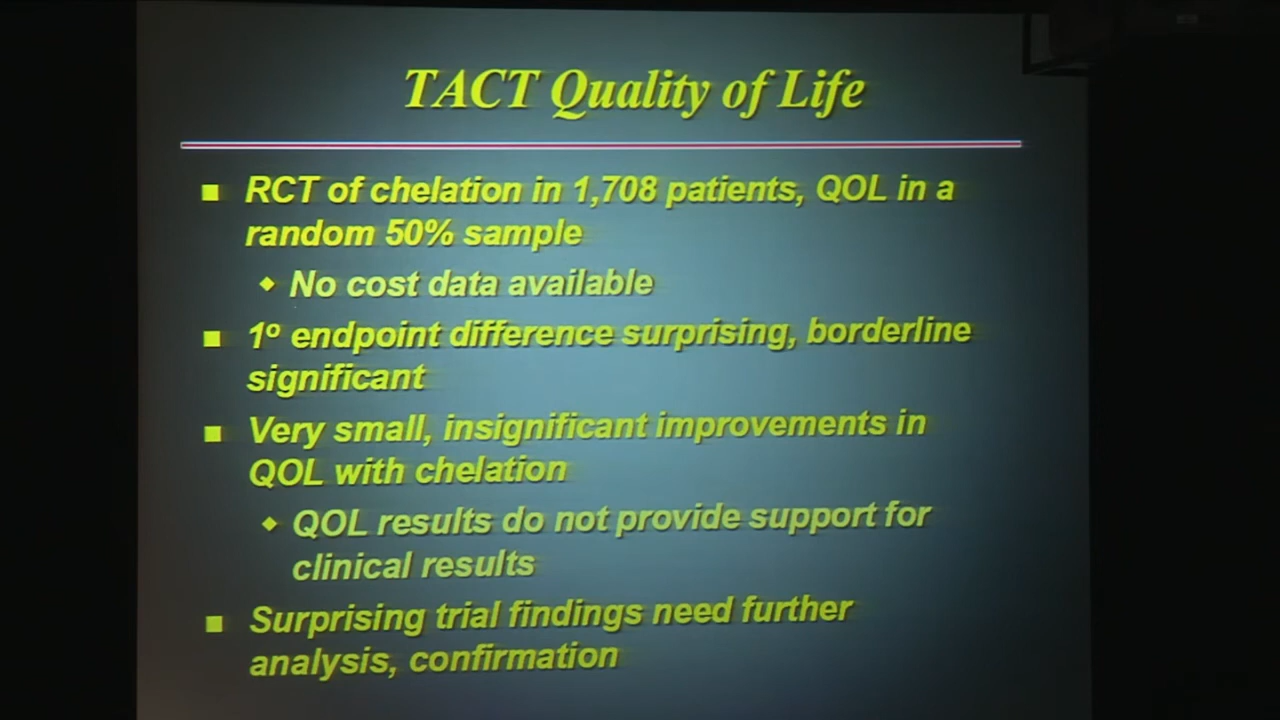 TACT Quality of Life
■ RCT of chelation in 1,708 patients, QOL in a
random 50% sample
◆ No cost data available
■ 1º endpoint difference surprising, borderline
significant
■ Very small, insignificant improvements in
QOL with chelation
◆ QOL results do not provide support for
clinical results
■ Surprising trial findings need further
analysis, confirmation